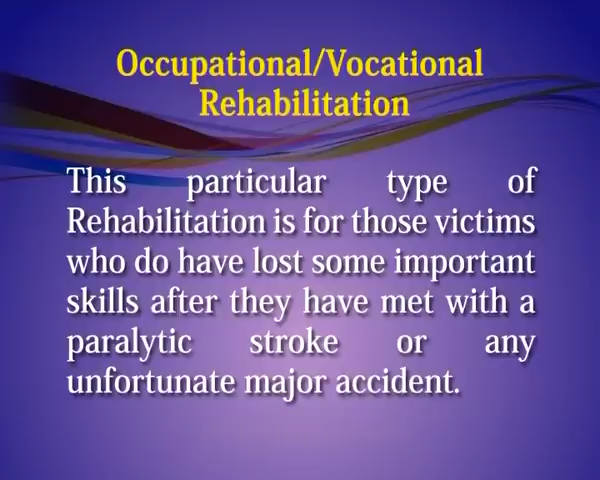 Occupational/Vocational
Rehabilitation
This particular type of
Rehabilitation is for those victims
who do have lost some important
skills after they have met with a
paralytic stroke or any
unfortunate major accident.